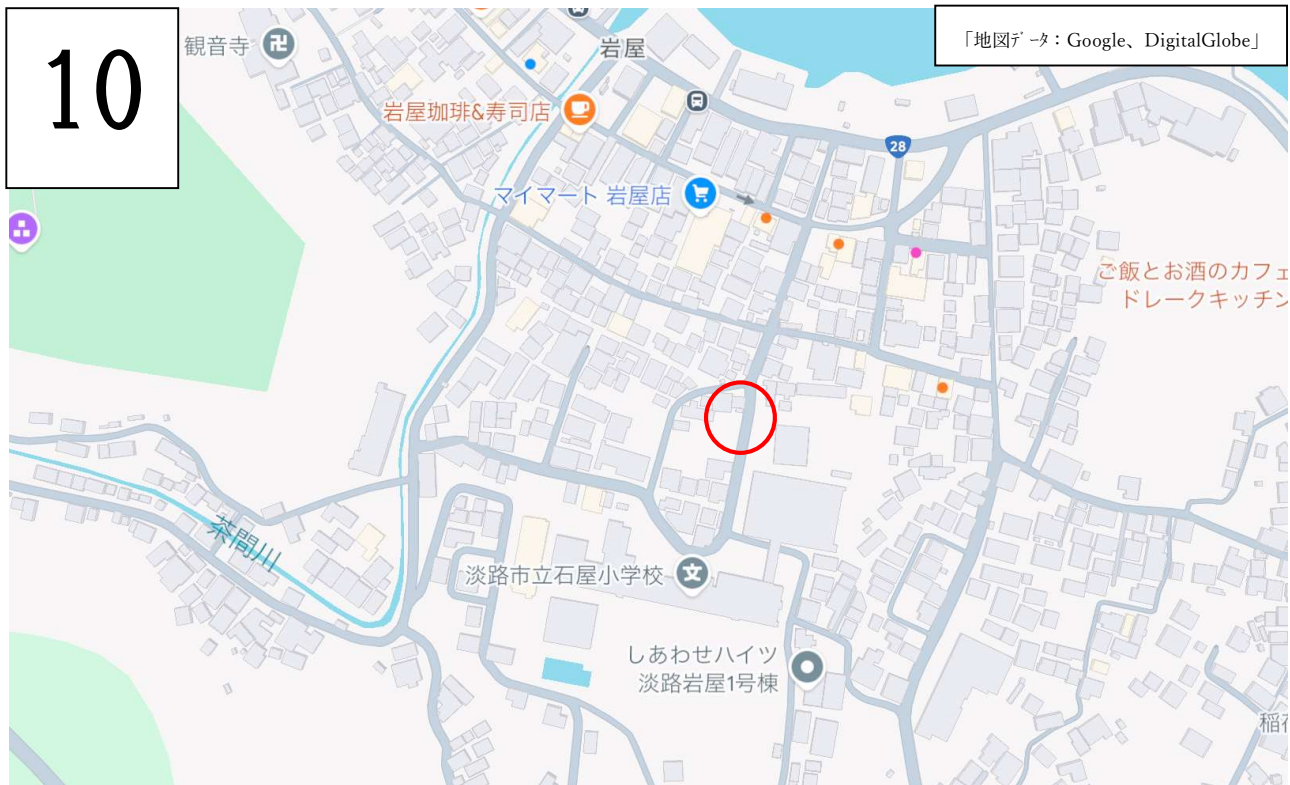 10
「地図ﾃﾞｰﾀ：Google、DigitalGlobe」
観音寺
岩屋
岩屋珈琲&寿司店
28
マイマート 岩屋店
ご飯とお酒のカフェ
ドレークキッチン
茶間川
淡路市立石屋小学校
文
しあわせハイツ
淡路岩屋1号棟
稲荷